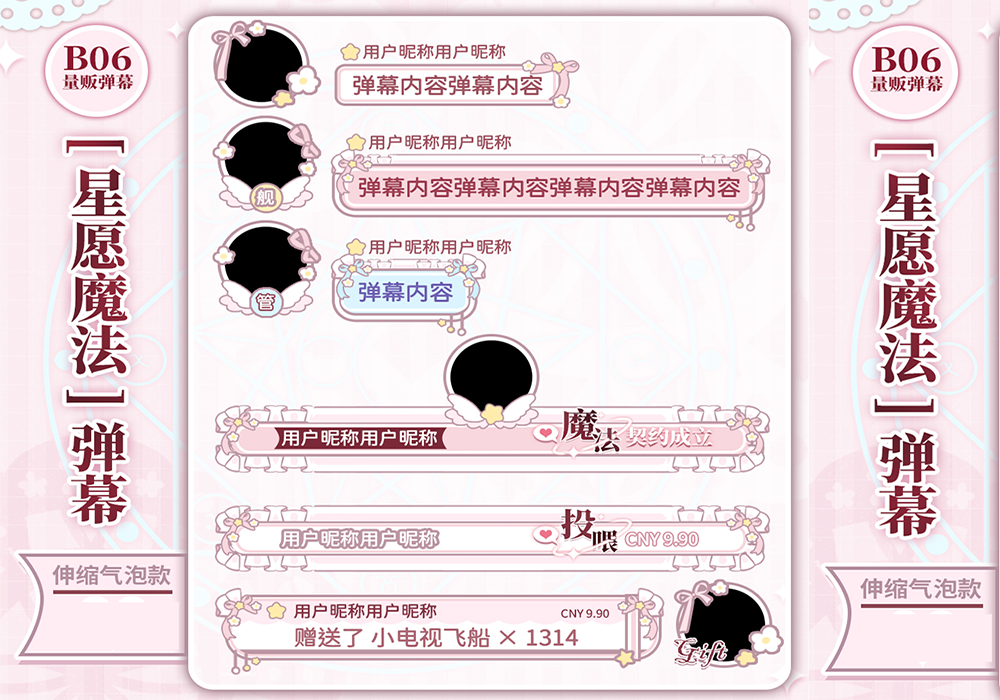 B06
量贩弹幕
[星愿魔法]弹幕
伸缩气泡款
用户昵称用户昵称
弹幕内容弹幕内容
用户昵称用户昵称
弹幕内容弹幕内容弹幕内容弹幕内容
舰
用户昵称用户昵称
弹幕内容
管
用户昵称用户昵称
魔法 契约成立
用户昵称用户昵称
投喂 CNY 9.90
用户昵称用户昵称
CNY 9.90
赠送了 小电视飞船 × 1314
Gift
B06
量贩弹幕
[星愿魔法]弹幕
伸缩气泡款